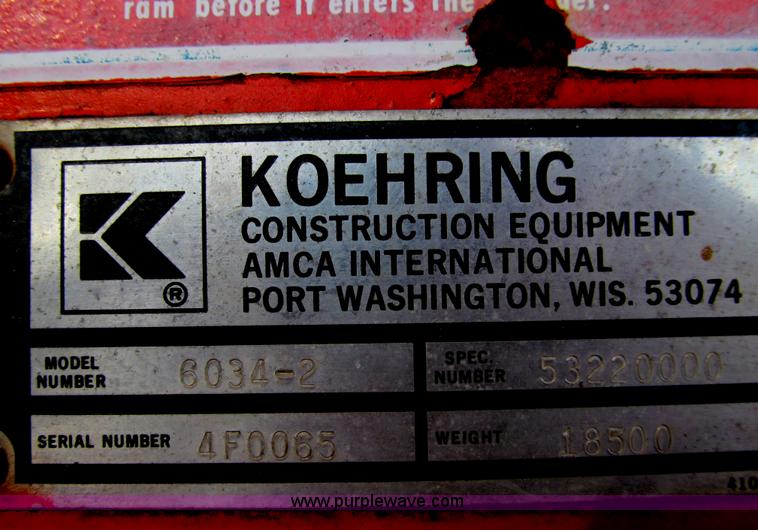 ram before it enters the
KOEHRING
CONSTRUCTION EQUIPMENT
AMCA INTERNATIONAL
PORT WASHINGTON, WIS. 53074
®
MODEL NUMBER 6034-2
SPEC. NUMBER 53220000
SERIAL NUMBER 4F0065
WEIGHT 18500
410
www.purplewave.com